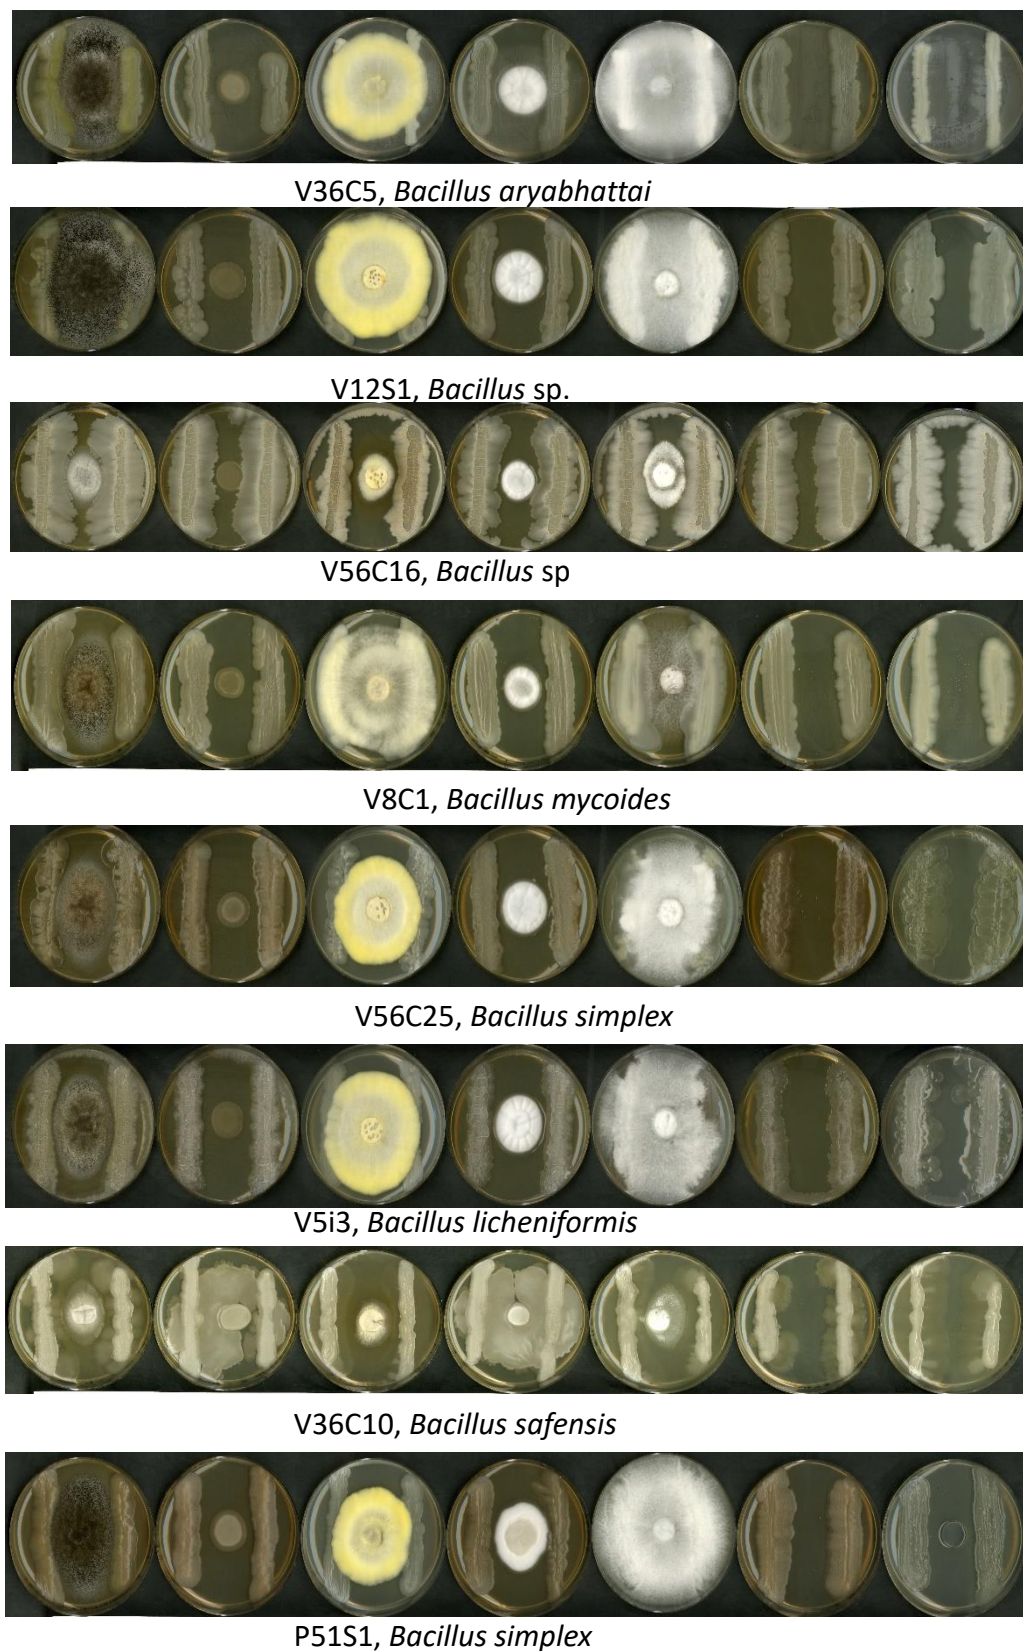 V36C5, Bacillus aryabhattai
V12S1, Bacillus sp.
V56C16, Bacillus sp
V8C1, Bacillus mycoides
V56C25, Bacillus simplex
V5i3, Bacillus licheniformis
V36C10, Bacillus safensis
P51S1, Bacillus simplex